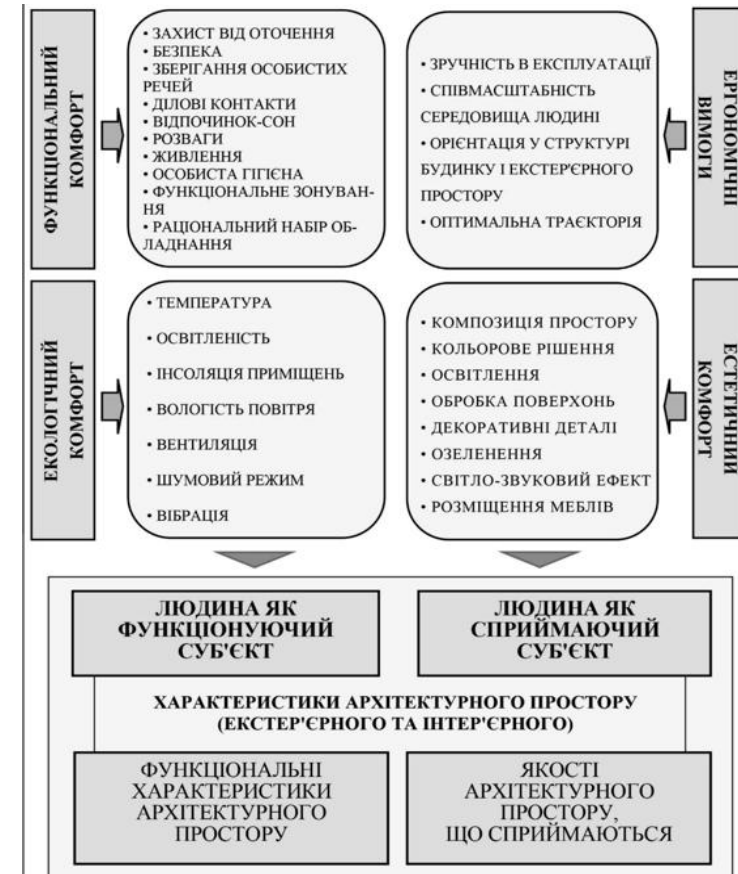 ФУНКЦІОНАЛЬНИЙ
КОМФОРТ
• ЗАХИСТ ВІД ОТОЧЕННЯ
• БЕЗПЕКА
• ЗБЕРІГАННЯ ОСОБИСТИХ
РЕЧЕЙ
• ДІЛОВІ КОНТАКТИ
• ВІДПОЧИНОК-СОН
• РОЗВАГИ
• ЖИВЛЕННЯ
• ОСОБИСТА ГІГІЄНА
• ФУНКЦІОНАЛЬНЕ ЗОНУВАН-
НЯ
• РАЦІОНАЛЬНИЙ НАБІР ОБ-
ЛАДНАННЯ
• ЗРУЧНІСТЬ В ЕКСПЛУАТАЦІЇ
• СПІВМАСШТАБНІСТЬ
СЕРЕДОВИЩА ЛЮДИНІ
• ОРІЄНТАЦІЯ У СТРУКТУРІ
БУДИНКУ І ЕКСТЕР'ЄРНОГО
ПРОСТОРУ
• ОПТИМАЛЬНА ТРАЄКТОРІЯ
ЕРГОНОМІЧНІ
ВИМОГИ
ЕКОЛОГІЧНИЙ
КОМФОРТ
• ТЕМПЕРАТУРА
• ОСВІТЛЕНІСТЬ
• ІНСОЛЯЦІЯ ПРИМІЩЕНЬ
• ВОЛОГІСТЬ ПОВІТРЯ
• ВЕНТИЛЯЦІЯ
• ШУМОВИЙ РЕЖИМ
• ВІБРАЦІЯ
• КОМПОЗИЦІЯ ПРОСТОРУ
• КОЛЬОРОВЕ РІШЕННЯ
• ОСВІТЛЕННЯ
• ОБРОБКА ПОВЕРХОНЬ
• ДЕКОРАТИВНІ ДЕТАЛІ
• ОЗЕЛЕНЕННЯ
• СВІТЛО-ЗВУКОВИЙ ЕФЕКТ
• РОЗМІЩЕННЯ МЕБЛІВ
ЕСТЕТИЧНИЙ
КОМФОРТ
ЛЮДИНА ЯК
ФУНКЦІОНУЮЧИЙ
СУБ'ЄКТ
ЛЮДИНА ЯК
СПРИЙМАЮЧИЙ
СУБ'ЄКТ
ХАРАКТЕРИСТИКИ АРХІТЕКТУРНОГО ПРОСТОРУ
(ЕКСТЕР'ЄРНОГО ТА ІНТЕР'ЄРНОГО)
ФУНКЦІОНАЛЬНІ
ХАРАКТЕРИСТИКИ
АРХІТЕКТУРНОГО
ПРОСТОРУ
ЯКОСТІ
АРХІТЕКТУРНОГО
ПРОСТОРУ,
ЩО СПРИЙМАЮТЬСЯ